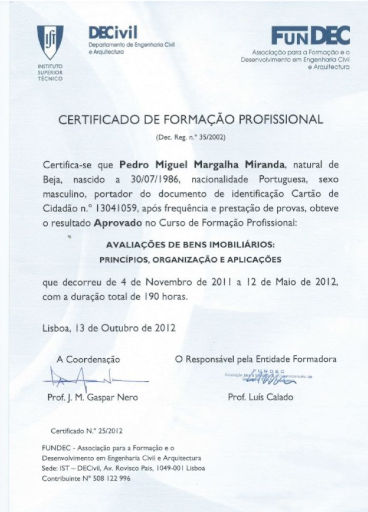 INSTITUTO
SUPERIOR
TÉCNICO
DECivil
Departamento de Engenharia Civil
e Arquitectura
FUNDEC
Associação para a Formação e o
Desenvolvimento em Engenharia Civil
e Arquitectura
CERTIFICADO DE FORMAÇÃO PROFISSIONAL
(Dec. Reg. n.º 35/2002)
Certifica-se que Pedro Miguel Margalha Miranda, natural de
Beja, nascido a 30/07/1986, nacionalidade Portuguesa, sexo
masculino, portador do documento de identificação Cartão de
Cidadão n.º 13041059, após frequência e prestação de provas, obteve
o resultado Aprovado no Curso de Formação Profissional:
AVALIAÇÕES DE BENS IMOBILIÁRIOS:
PRINCÍPIOS, ORGANIZAÇÃO E APLICAÇÕES
que decorreu de 4 de Novembro de 2011 a 12 de Maio de 2012,
com a duração total de 190 horas.
Lisboa, 13 de Outubro de 2012
A Coordenação
O Responsável pela Entidade Formadora
FUNDEC
Prof. J. M. Gaspar Nero
Prof. Luís Calado
Certificado N.º 25/2012
FUNDEC - Associação para a Formação e o
Desenvolvimento em Engenharia Civil e Arquitectura
Sede: IST – DECivil, Av. Rovisco Pais, 1049-001 Lisboa
Contribuinte Nº 508 122 996